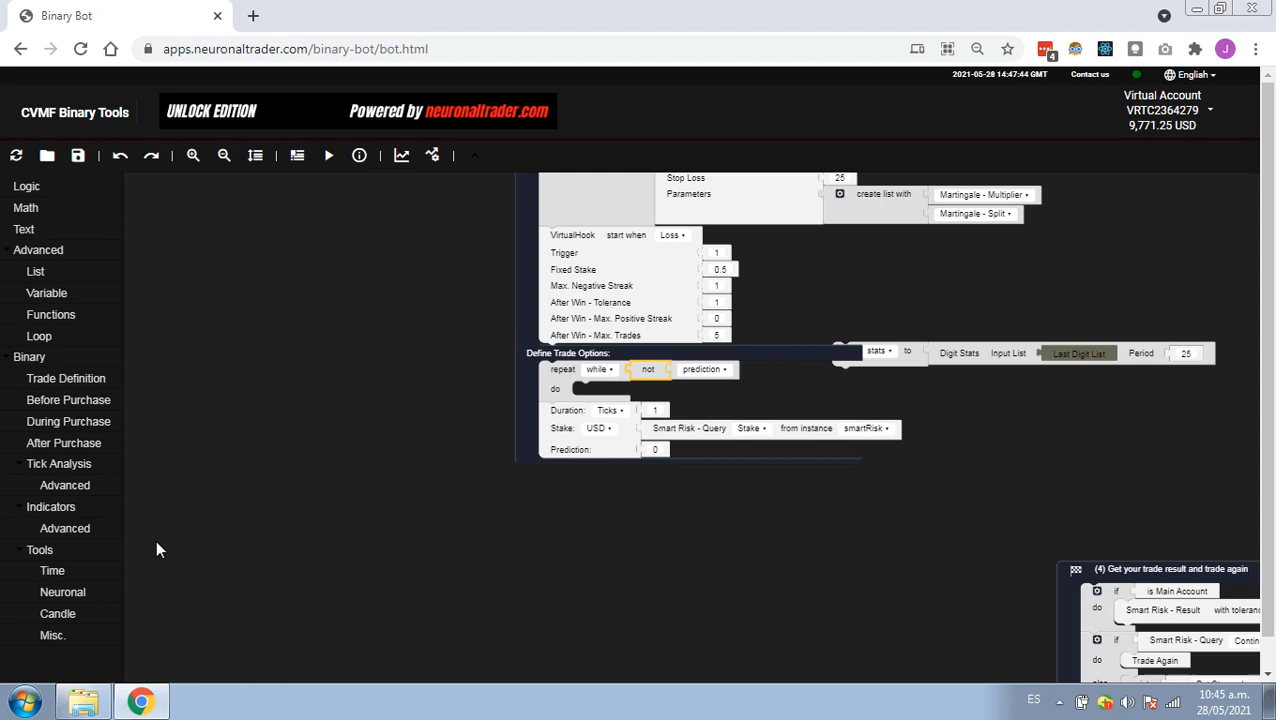 Binary Bot
apps.neuronaltrader.com/binary-bot/bot.html
4
J
2021-05-28 14:47:44 GMT
Contact us
English
CVMF Binary Tools
UNLOCK EDITION
Powered by neuronaltrader.com
Virtual Account
VRTC2364279
9,771.25 USD
Logic
Math
Text
Advanced
List
Variable
Functions
Loop
Binary
Trade Definition
Before Purchase
During Purchase
After Purchase
Tick Analysis
Advanced
Indicators
Advanced
Tools
Time
Neuronal
Candle
Misc.
Stop Loss 25
Parameters create list with Martingale - Multiplier
Martingale - Split
VirtualHook start when Loss
Trigger 1
Fixed Stake 0.5
Max. Negative Streak 1
After Win - Tolerance 1
After Win - Max. Positive Streak 0
After Win - Max. Trades 5
Define Trade Options:
stats to Digit Stats Input List Last Digit List Period 25
repeat while not prediction
do
Duration: Ticks 1
Stake: USD Smart Risk - Query Stake from instance smartRisk
Prediction: 0
(4) Get your trade result and trade again
if is Main Account
do Smart Risk - Result with toleranc
if Smart Risk - Query Contin
do Trade Again
ES
10:45 a.m.
28/05/2021